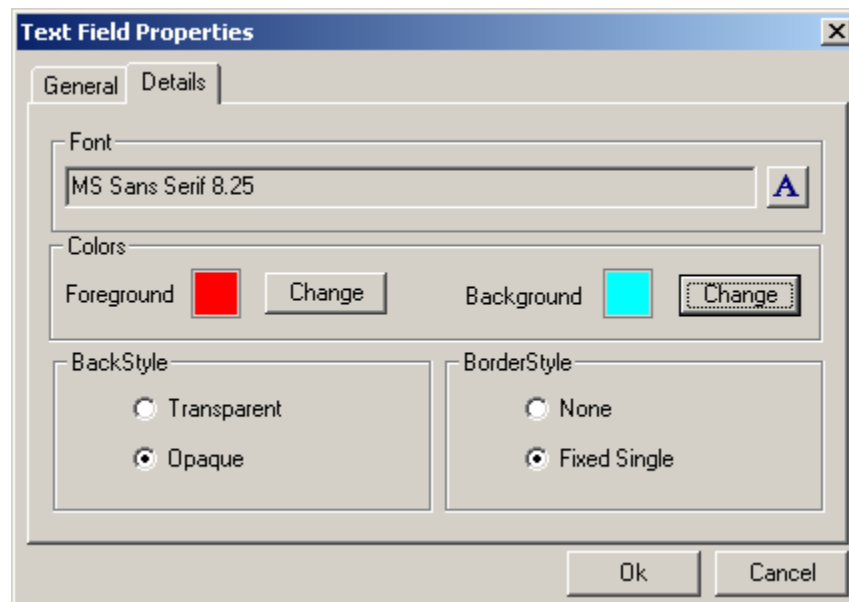 Text Field Properties
General Details
Font
MS Sans Serif 8.25 A
Colors
Foreground Change Background Change
BackStyle BorderStyle
Transparent None
Opaque Fixed Single
Ok Cancel